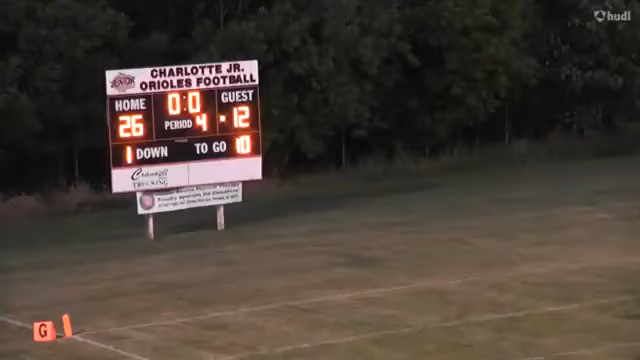 hudl
CHARLOTTE JR.
ORIOLES FOOTBALL
HOME 0:0 GUEST
26 PERIOD 4 12
1 DOWN TO GO 10
TRUCKING
G